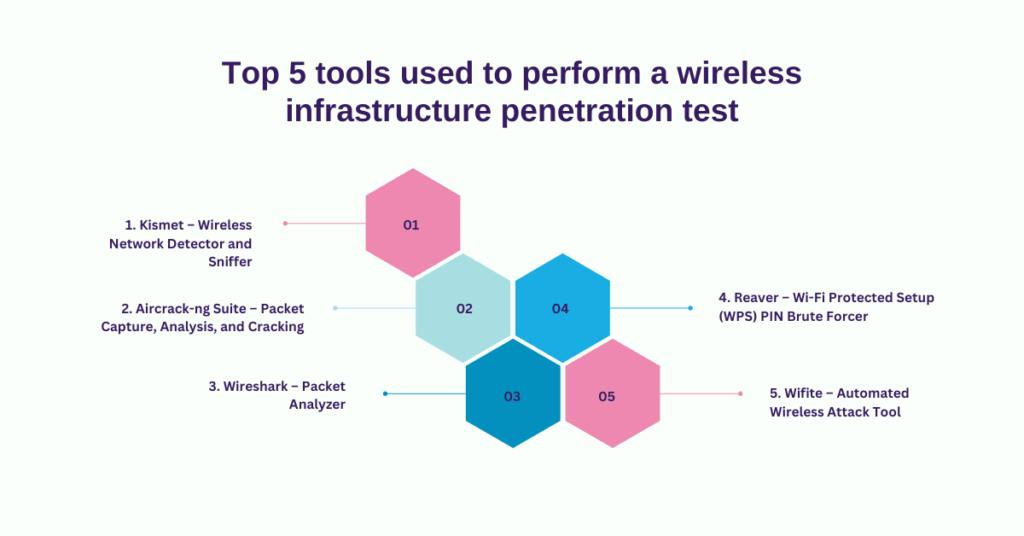 Top 5 tools used to perform a wireless
infrastructure penetration test
01
1. Kismet – Wireless
Network Detector and
Sniffer
02
2. Aircrack-ng Suite – Packet
Capture, Analysis, and Cracking
03
3. Wireshark – Packet
Analyzer
04
4. Reaver – Wi-Fi Protected Setup
(WPS) PIN Brute Forcer
05
5. Wifite – Automated
Wireless Attack Tool